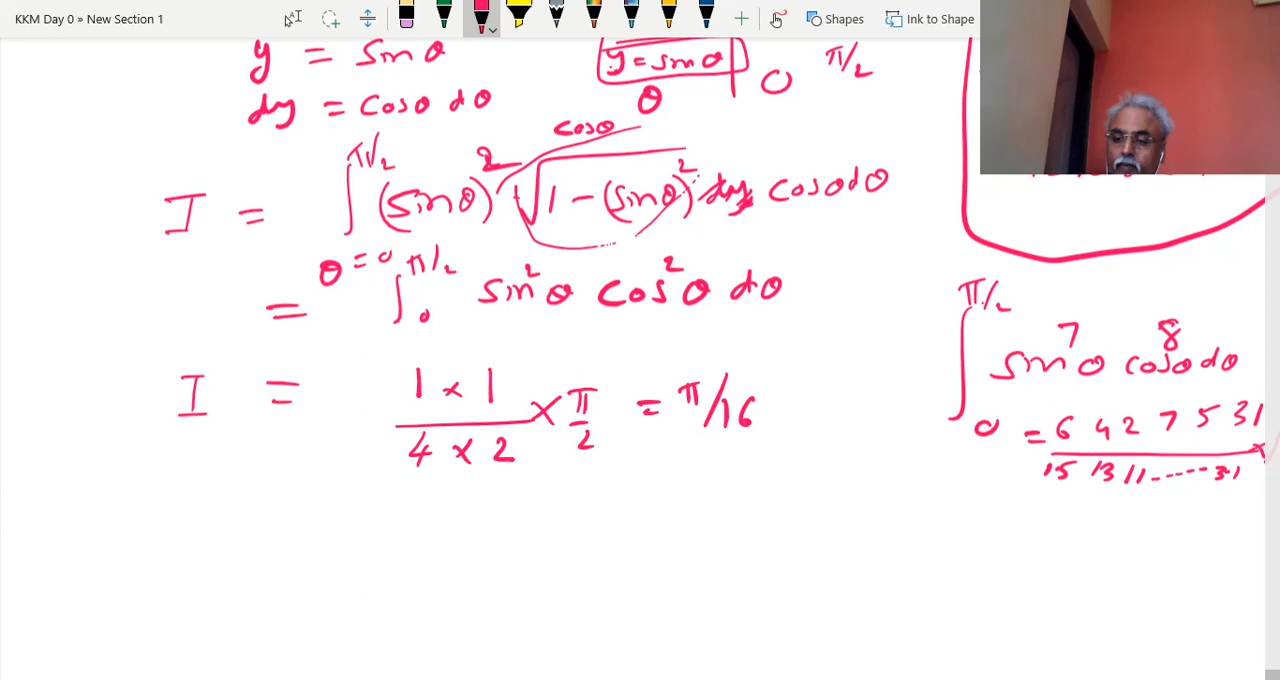 KKM Day 0 » New Section 1
Shapes
Ink to Shape
y = sinθ
dy = cosθ dθ
y = sinθ 0 π/2
θ
cosθ
I = ∫ π/2 θ=0 (sinθ)² √1 - (sinθ)² dy cosθdθ
= ∫₀ π/2 sin²θ cos²θ dθ
I = 1 x 1 / 4 x 2 x π/2 = π/16
∫ π/2 0 sin⁷θ cos⁸θ dθ
= 6 4 2 7 5 3 1 x
15 13 11 ------ 3.1